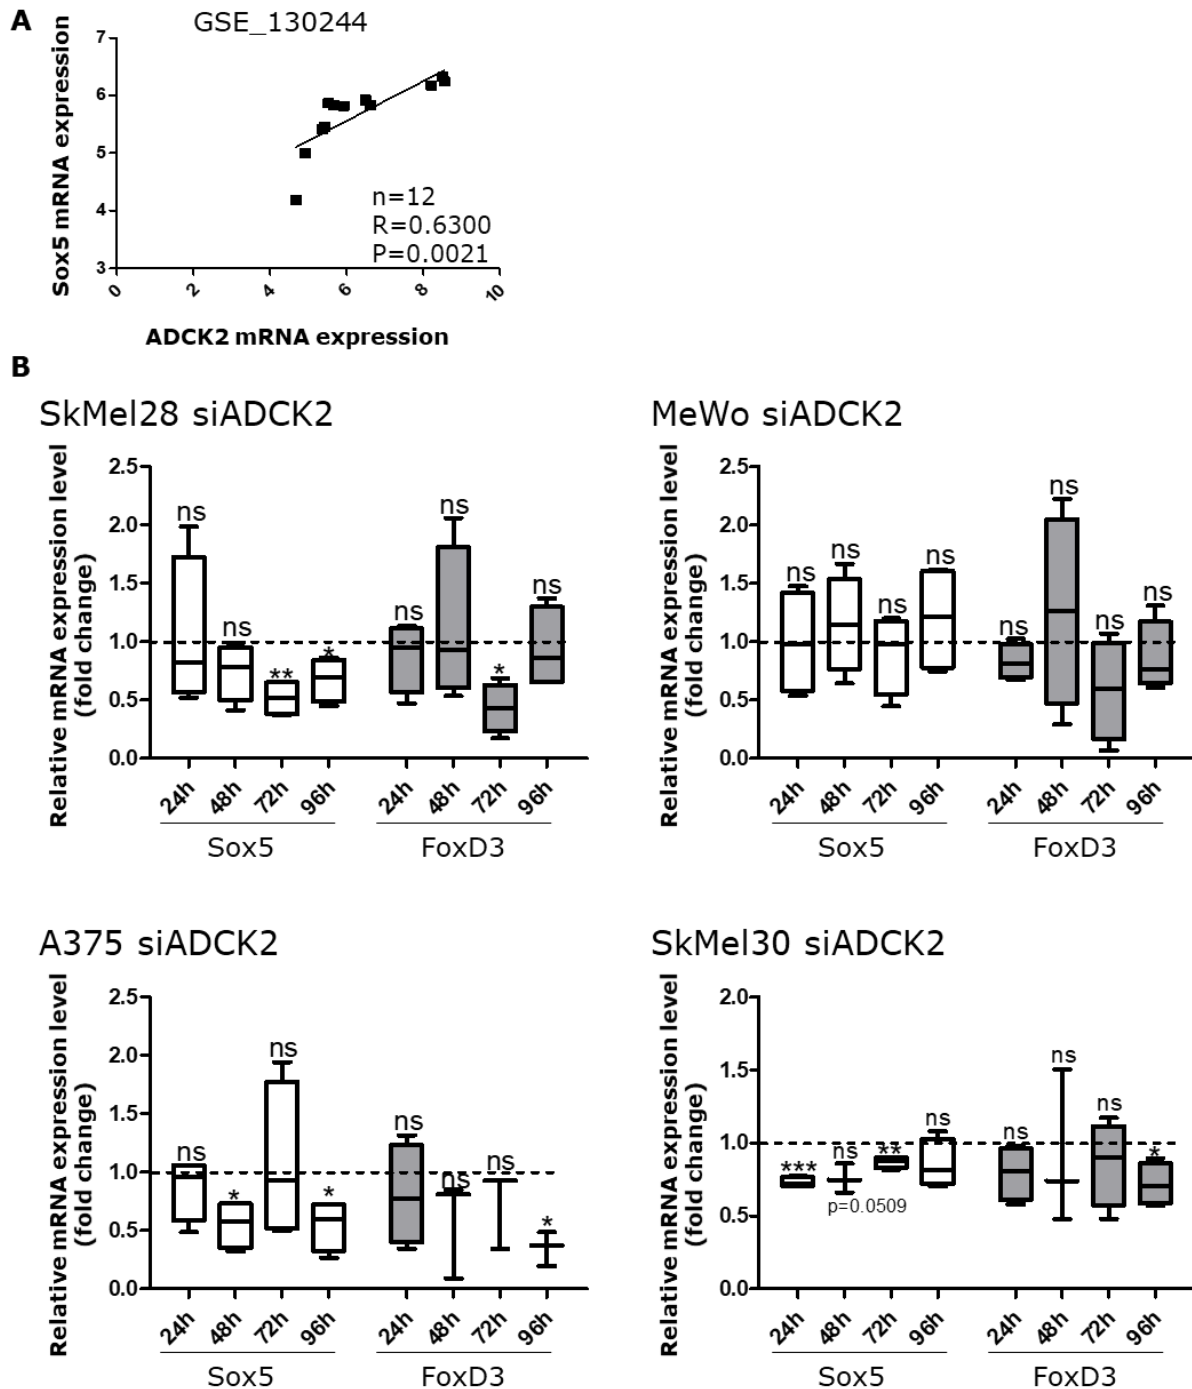 A
GSE_130244
Sox5 mRNA expression
7
6
5
4
3
0 2 4 6 8 10
n=12
R=0.6300
P=0.0021
ADCK2 mRNA expression
B
SkMel28 siADCK2
Relative mRNA expression level
(fold change)
2.5
2.0
1.5
1.0
0.5
0.0
ns ns ** * ns ns * ns
24h 48h 72h 96h 24h 48h 72h 96h
Sox5 FoxD3
MeWo siADCK2
Relative mRNA expression level
(fold change)
2.5
2.0
1.5
1.0
0.5
0.0
ns ns ns ns ns ns ns ns
24h 48h 72h 96h 24h 48h 72h 96h
Sox5 FoxD3
A375 siADCK2
Relative mRNA expression level
(fold change)
2.5
2.0
1.5
1.0
0.5
0.0
ns * ns * ns ns ns *
24h 48h 72h 96h 24h 48h 72h 96h
Sox5 FoxD3
SkMel30 siADCK2
Relative mRNA expression level
(fold change)
2.0
1.5
1.0
0.5
0.0
*** ns ** ns ns ns ns *
p=0.0509
24h 48h 72h 96h 24h 48h 72h 96h
Sox5 FoxD3